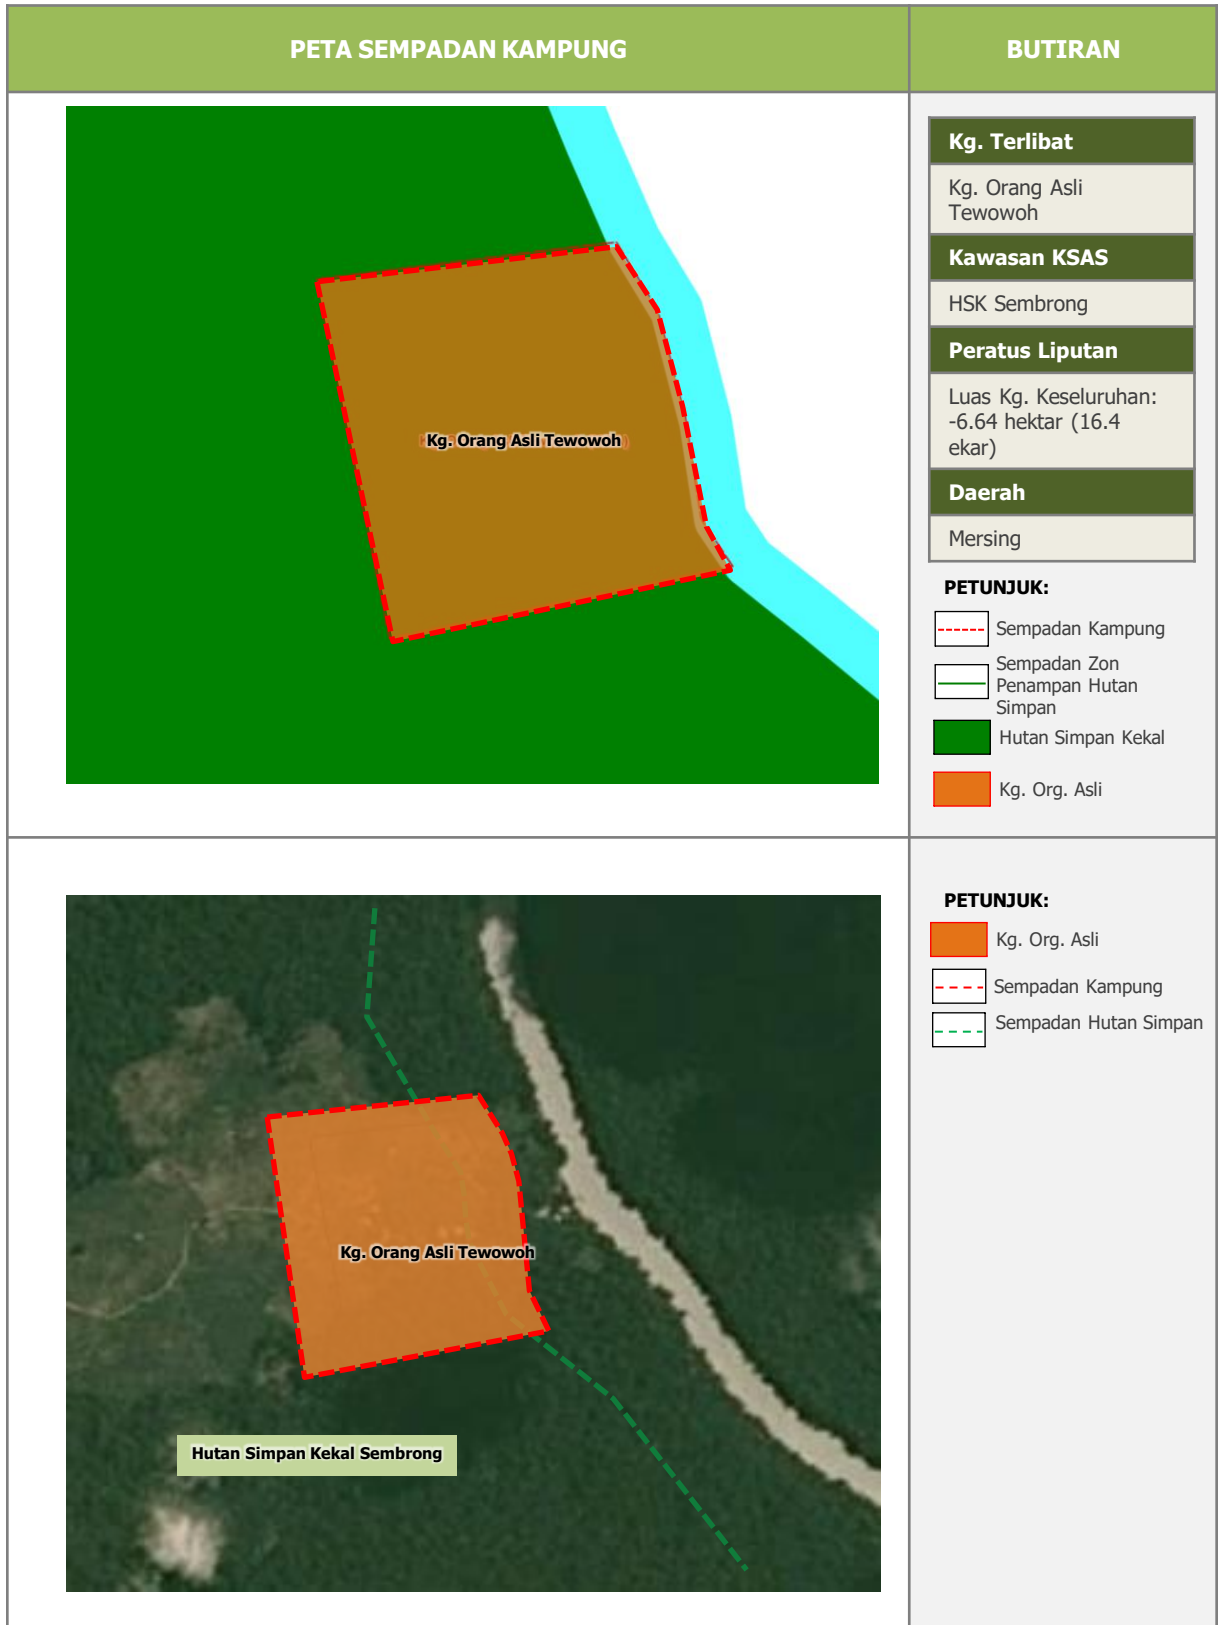 PETA SEMPADAN KAMPUNG
BUTIRAN
Kg. Orang Asli Tewowoh
Kg. Terlibat
Kg. Orang Asli
Tewowoh
Kawasan KSAS
HSK Sembrong
Peratus Liputan
Luas Kg. Keseluruhan:
-6.64 hektar (16.4
ekar)
Daerah
Mersing
PETUNJUK:
Sempadan Kampung
Sempadan Zon
Penampan Hutan
Simpan
Hutan Simpan Kekal
Kg. Org. Asli
Kg. Orang Asli Tewowoh
Hutan Simpan Kekal Sembrong
PETUNJUK:
Kg. Org. Asli
Sempadan Kampung
Sempadan Hutan Simpan